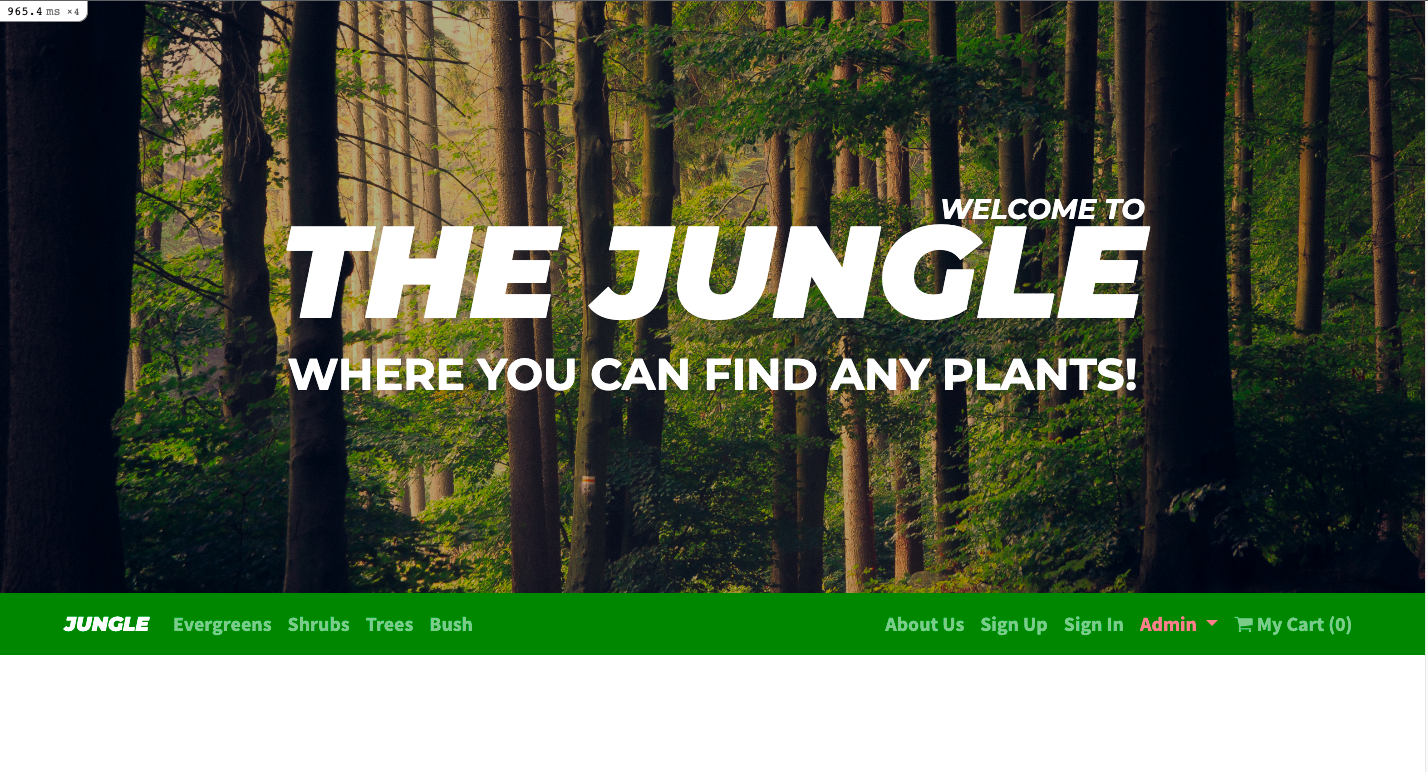 965.4 ms ×4
WELCOME TO
THE JUNGLE
WHERE YOU CAN FIND ANY PLANTS!
JUNGLE Evergreens Shrubs Trees Bush About Us Sign Up Sign In Admin My Cart (0)